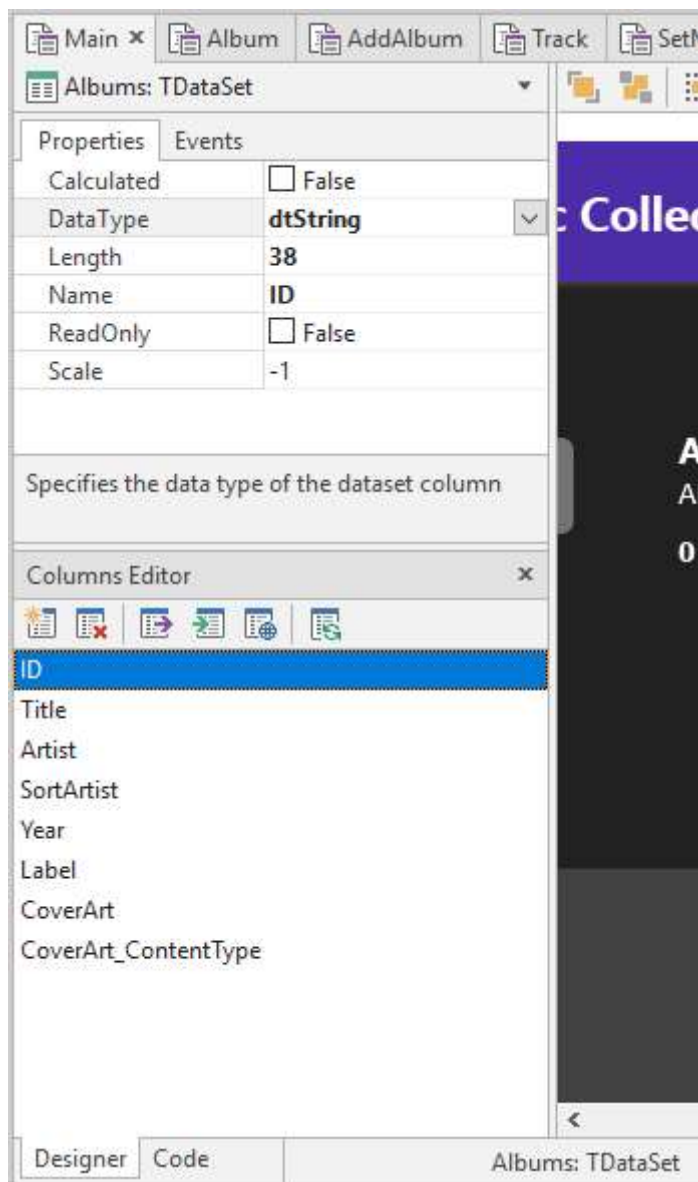 Main Album AddAlbum Track SetM
Albums: TDataSet
Properties Events
Calculated False
DataType dtString
Length 38
Name ID
ReadOnly False
Scale -1
Specifies the data type of the dataset column
Columns Editor
ID
Title
Artist
SortArtist
Year
Label
CoverArt
CoverArt_ContentType
Designer Code
c Collec
A
A
0
Albums: TDataSet